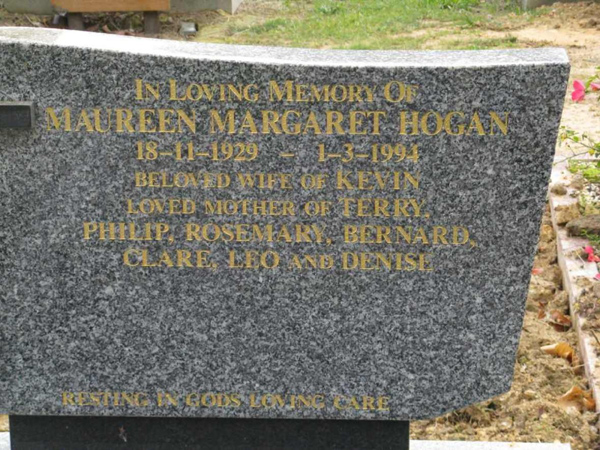 IN LOVING MEMORY OF
MAUREEN MARGARET HOGAN
18-11-1929 - 1-3-1994
BELOVED WIFE OF KEVIN
LOVED MOTHER OF TERRY,
PHILIP, ROSEMARY, BERNARD,
CLARE, LEO AND DENISE
RESTING IN GODS LOVING CARE